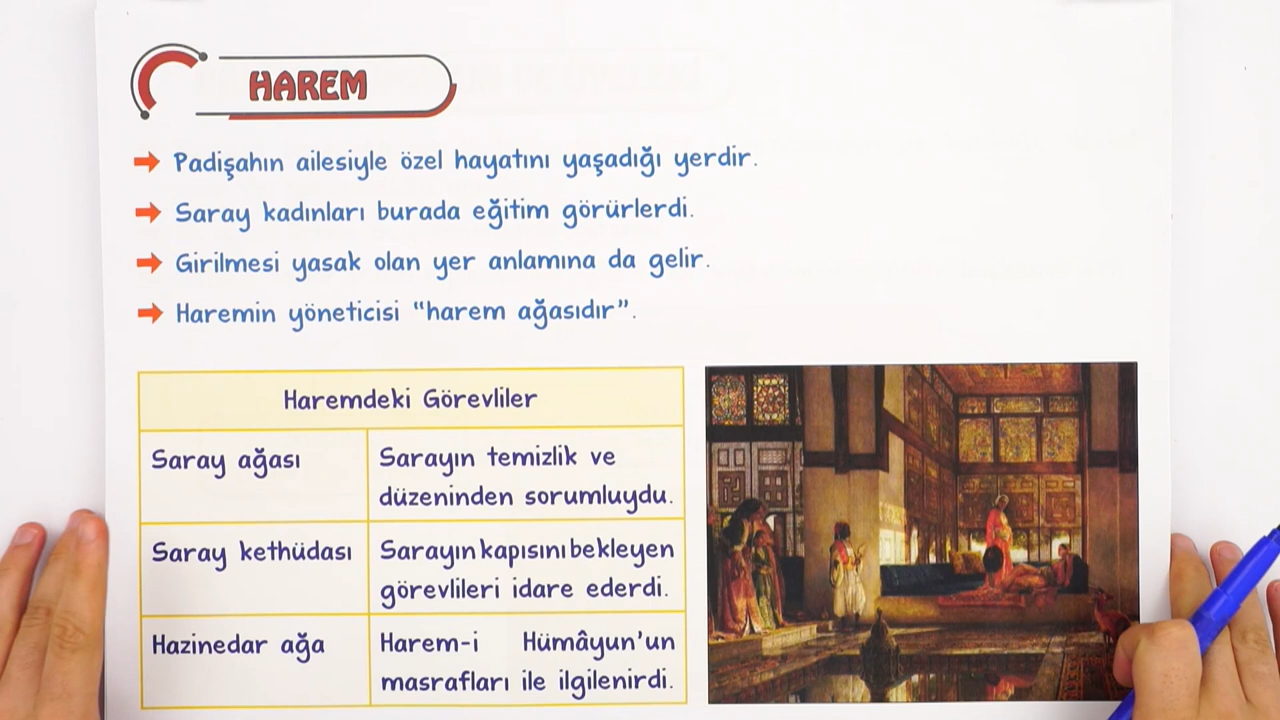 HAREM
Padişahın ailesiyle özel hayatını yaşadığı yerdir.
Saray kadınları burada eğitim görürlerdi.
Girilmesi yasak olan yer anlamına da gelir.
Haremin yöneticisi “harem ağasıdır”.
Haremdeki Görevliler
Saray ağası
Sarayın temizlik ve
düzeninden sorumluydu.
Saray kethüdası
Sarayın kapısını bekleyen
görevlileri idare ederdi.
Hazinedar ağa
Harem-i Hümâyun’un
masrafları ile ilgilenirdi.